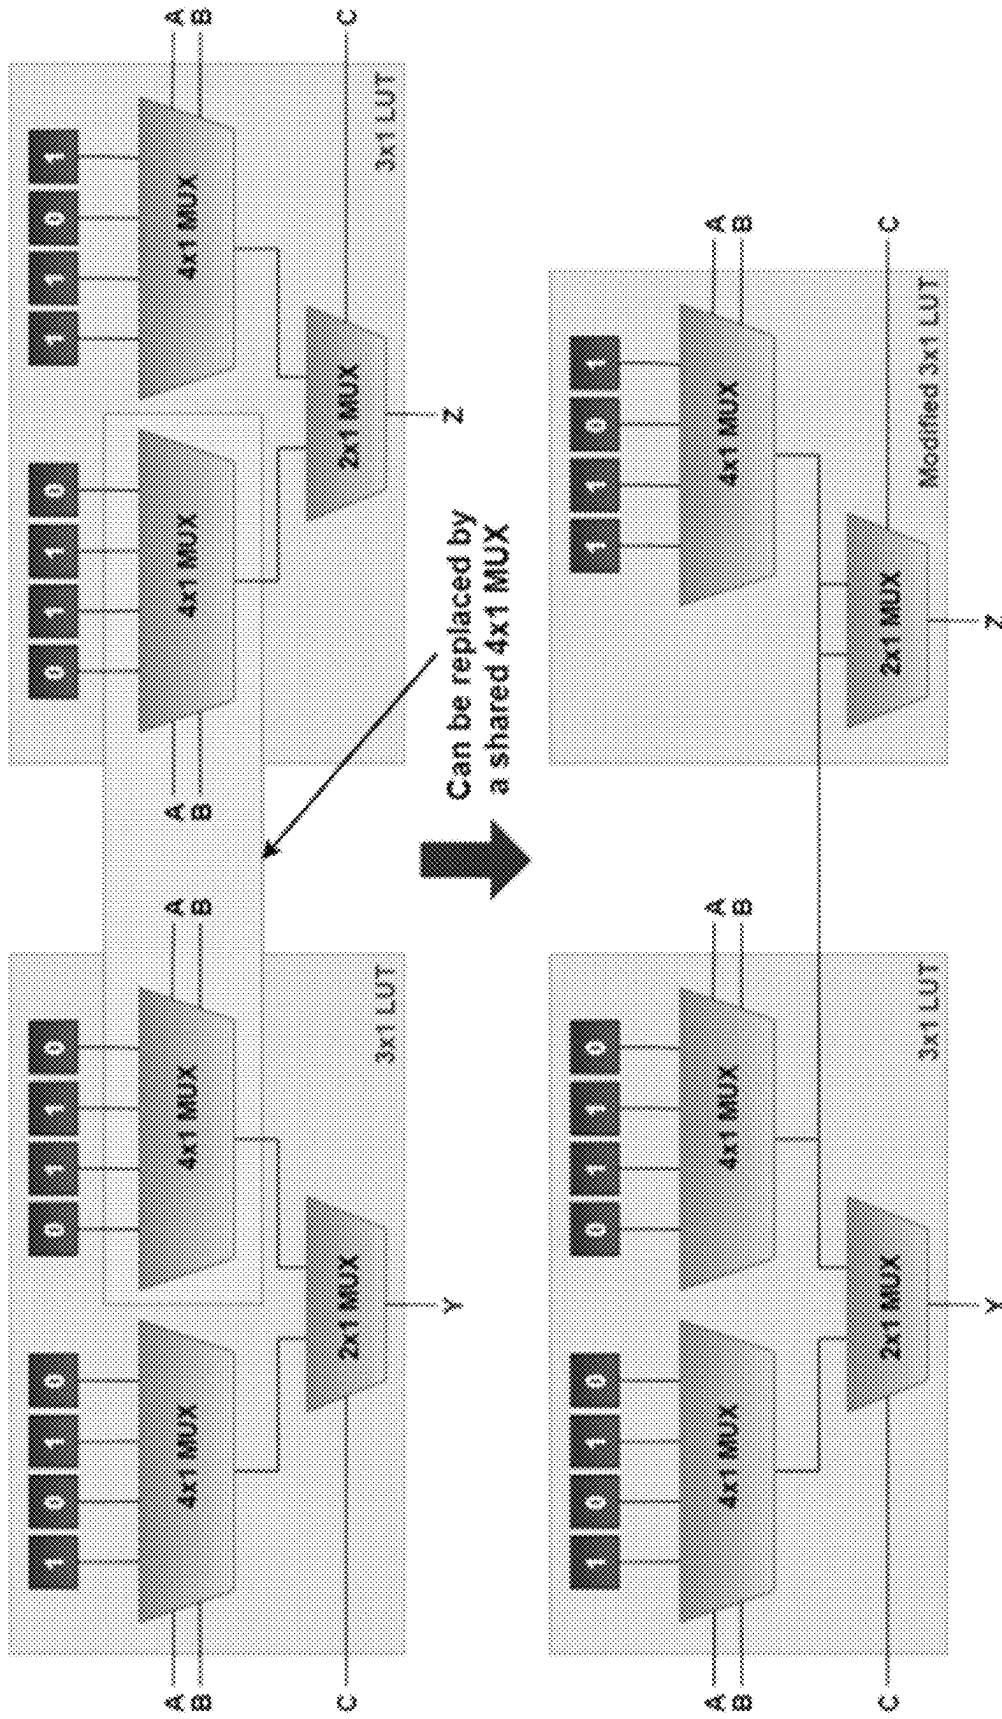 1 0 1 0 0 1 1 0 0 1 1 0 1 1 0 1
A A A A
4x1 MUX 4x1 MUX 4x1 MUX 4x1 MUX
B B B B
C C
2x1 MUX 2x1 MUX
3x1 LUT 3x1 LUT
Y Z
Can be replaced by
a shared 4x1 MUX
1 0 1 0 0 1 1 0 1 1 0 1
A A A
4x1 MUX 4x1 MUX 4x1 MUX
B B B
C C
2x1 MUX 2x1 MUX
3x1 LUT Modified 3x1 LUT
Y Z